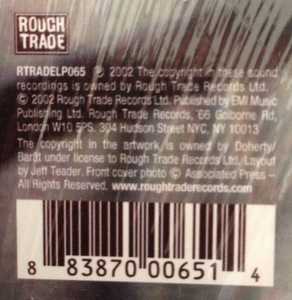 ROUGH
TRADE
RTRADELP065 Ⓟ 2002 The copyright in these sound
recordings is owned by Rough Trade Records Ltd.
© 2002 Rough Trade Records Ltd. Published by EMI Music
Publishing Ltd. Rough Trade Records, 66 Golborne Rd,
London W10 5PS. 304 Hudson Street NYC, NY 10013
The copyright in the artwork is owned by Doherty/
Barât under license to Rough Trade Records Ltd. Layout
by Jeff Teader. Front cover photo © Associated Press –
All Rights Reserved. www.roughtraderecords.com
8 83870 00651 4